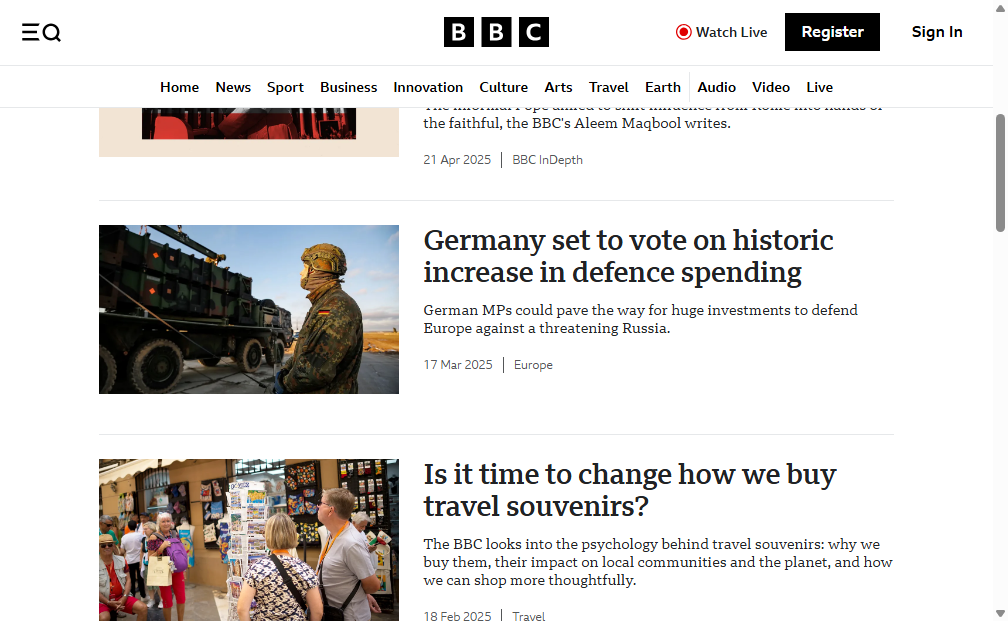 BBC
Watch Live
Register
Sign In
Home News Sport Business Innovation Culture Arts Travel Earth Audio Video Live
the faithful, the BBC's Aleem Maqbool writes.
21 Apr 2025 | BBC InDepth
Germany set to vote on historic
increase in defence spending
German MPs could pave the way for huge investments to defend
Europe against a threatening Russia.
17 Mar 2025 | Europe
Is it time to change how we buy
travel souvenirs?
The BBC looks into the psychology behind travel souvenirs: why we
buy them, their impact on local communities and the planet, and how
we can shop more thoughtfully.
18 Feb 2025 | Travel